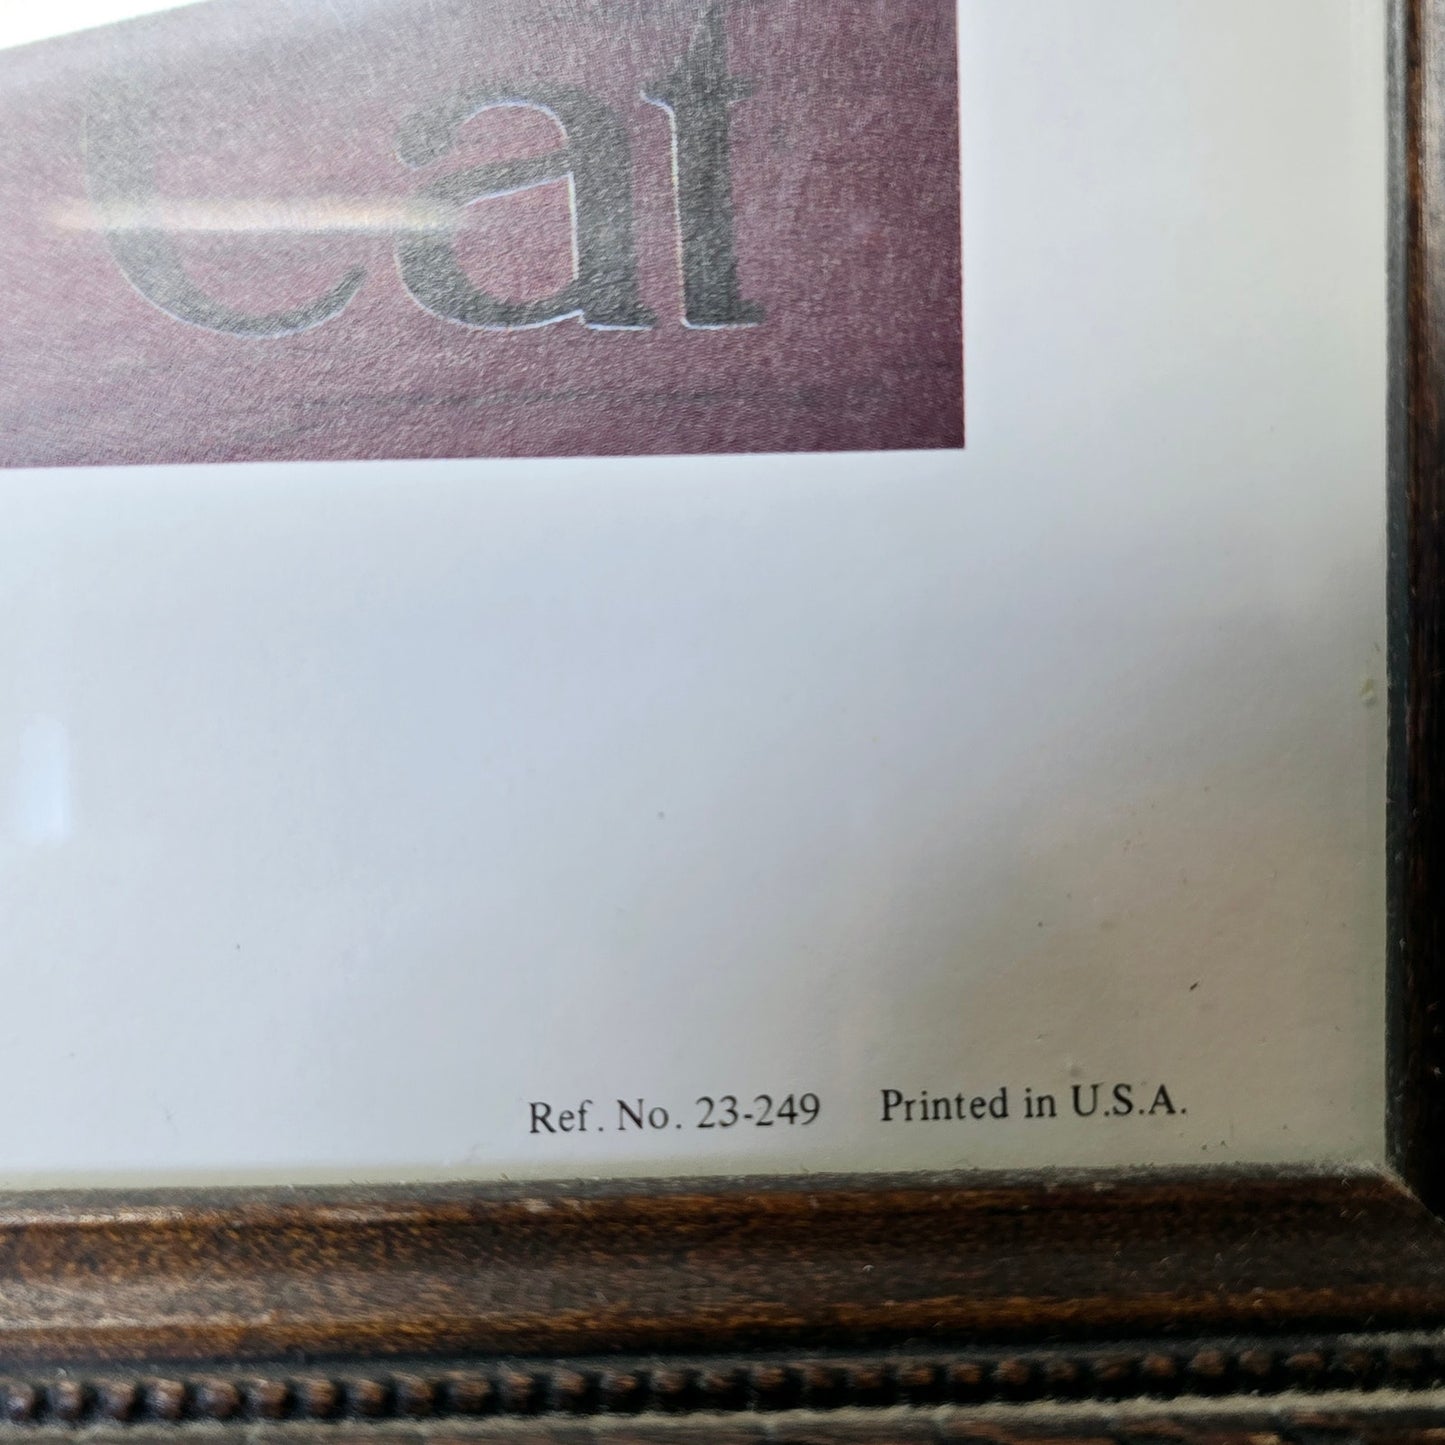 Cat
Ref. No. 23-249 Printed in U.S.A.